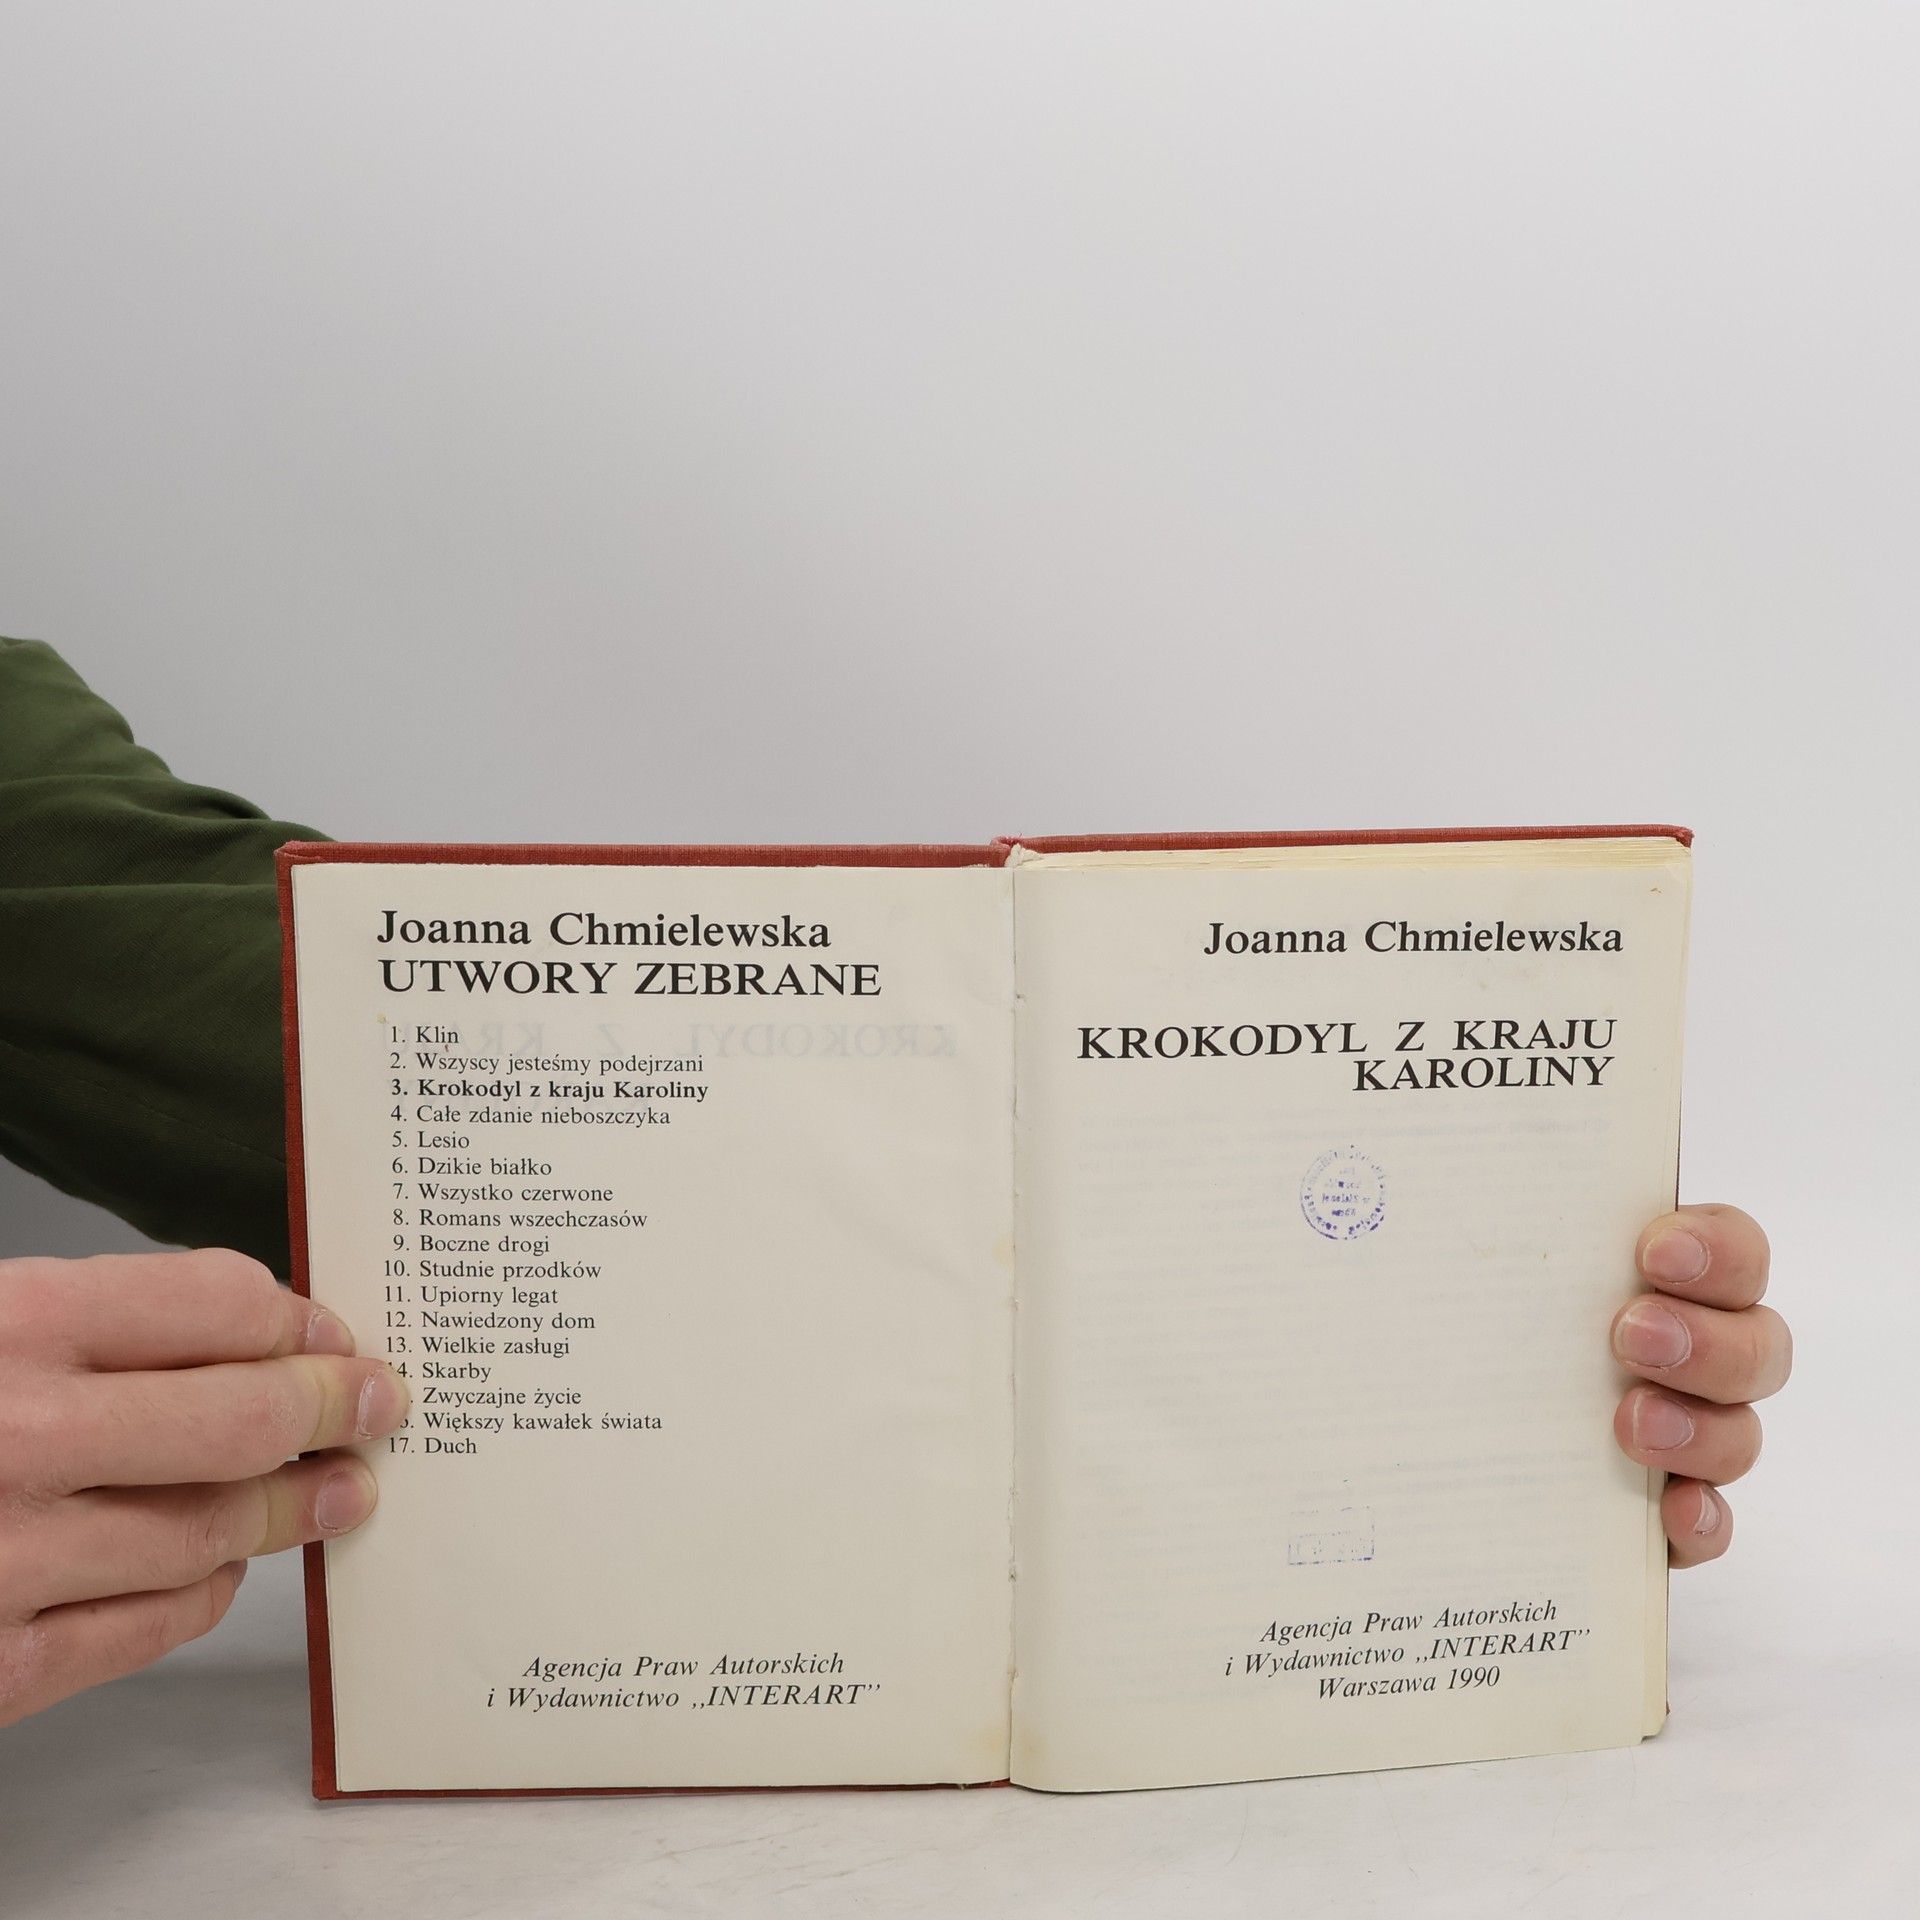 Joanna Chmielewska
UTWORY ZEBRANE
1. Klin
2. Wszyscy jesteśmy podejrzani
3. Krokodyl z kraju Karoliny
4. Całe zdanie nieboszczyka
5. Lesio
6. Dzikie białko
7. Wszystko czerwone
8. Romans wszechczasów
9. Boczne drogi
10. Studnie przodków
11. Upiorny legat
12. Nawiedzony dom
13. Wielkie zasługi
14. Skarby
Zwyczajne życie
6. Większy kawałek świata
17. Duch
Agencja Praw Autorskich
i Wydawnictwo ,,INTERART''
Joanna Chmielewska
KROKODYL Z KRAJU
KAROLINY
Agencja Praw Autorskich
i Wydawnictwo ,,INTERART''
Warszawa 1990